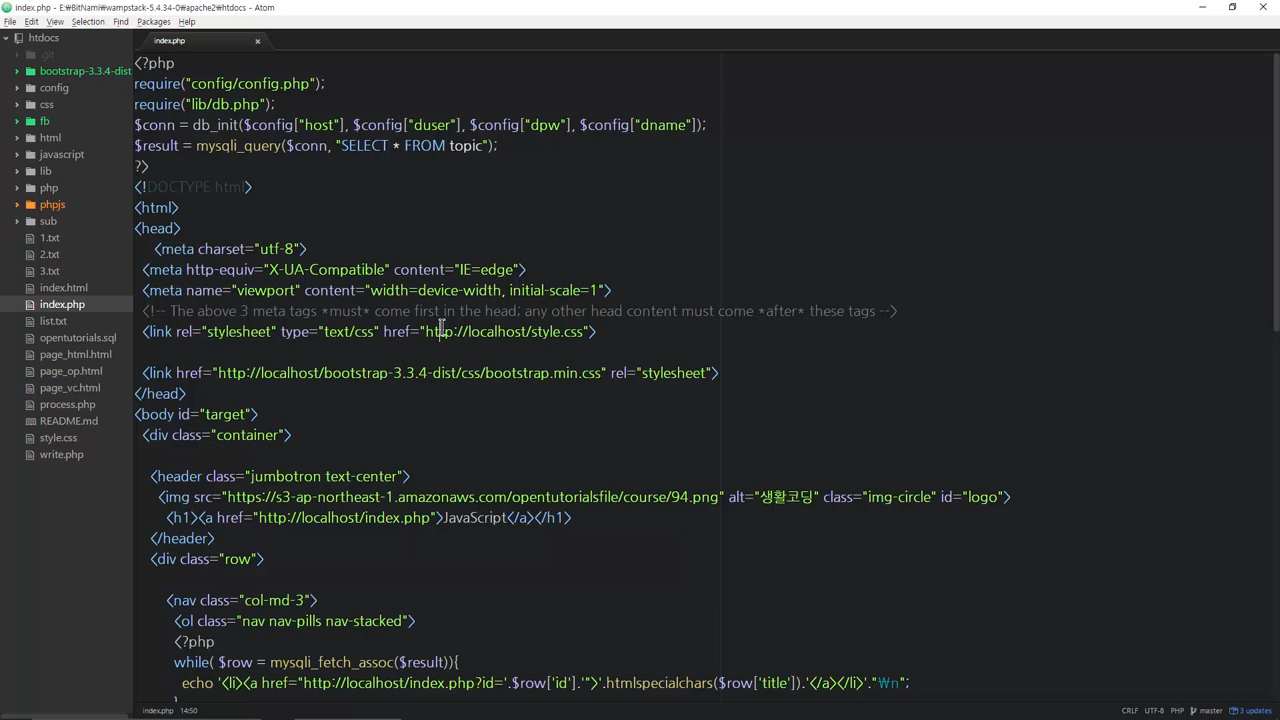 index.php - E:₩BitNami₩wampstack-5.4.34-0₩apache2₩htdocs - Atom
File Edit View Selection Find Packages Help
htdocs
.git
bootstrap-3.3.4-dist
config
css
fb
html
javascript
lib
php
phpjs
sub
1.txt
2.txt
3.txt
index.html
index.php
list.txt
opentutorials.sql
page_html.html
page_op.html
page_vc.html
process.php
README.md
style.css
write.php
index.php
<?php
require("config/config.php");
require("lib/db.php");
$conn = db_init($config["host"], $config["duser"], $config["dpw"], $config["dname"]);
$result = mysqli_query($conn, "SELECT * FROM topic");
?>
<!DOCTYPE html>
<html>
<head>
<meta charset="utf-8">
<meta http-equiv="X-UA-Compatible" content="IE=edge">
<meta name="viewport" content="width=device-width, initial-scale=1">
<!-- The above 3 meta tags *must* come first in the head; any other head content must come *after* these tags -->
<link rel="stylesheet" type="text/css" href="http://localhost/style.css">
<link href="http://localhost/bootstrap-3.3.4-dist/css/bootstrap.min.css" rel="stylesheet">
</head>
<body id="target">
<div class="container">
<header class="jumbotron text-center">
<img src="https://s3-ap-northeast-1.amazonaws.com/opentutorialsfile/course/94.png" alt="생활코딩" class="img-circle" id="logo">
<h1><a href="http://localhost/index.php">JavaScript</a></h1>
</header>
<div class="row">
<nav class="col-md-3">
<ol class="nav nav-pills nav-stacked">
<?php
while( $row = mysqli_fetch_assoc($result)){
echo '<li><a href="http://localhost/index.php?id='.$row['id'].'">'.htmlspecialchars($row['title']).'</a></li>'."₩n";
}
index.php 14:50
CRLF UTF-8 PHP master 3 updates